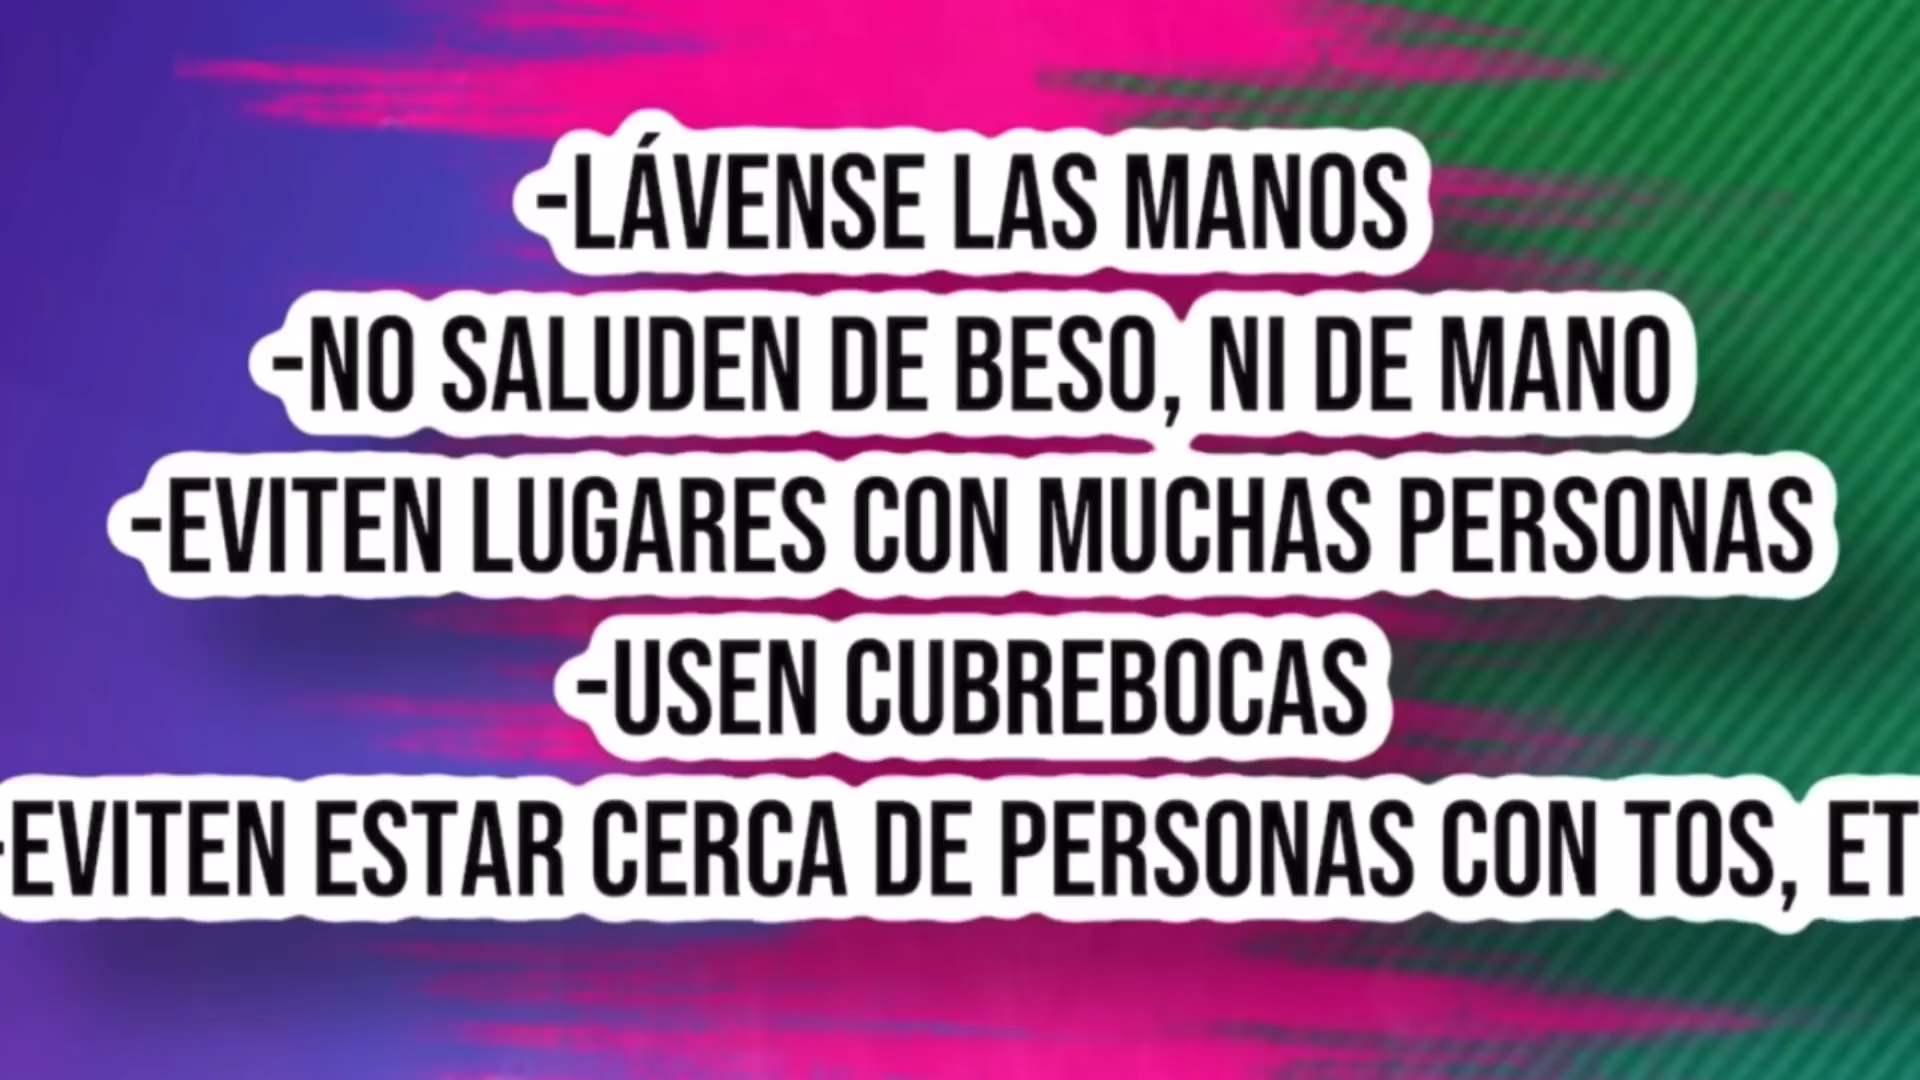 -LÁVENSE LAS MANOS
-NO SALUDEN DE BESO, NI DE MANO
-EVITEN LUGARES CON MUCHAS PERSONAS
-USEN CUBREBOCAS
-EVITEN ESTAR CERCA DE PERSONAS CON TOS, ET